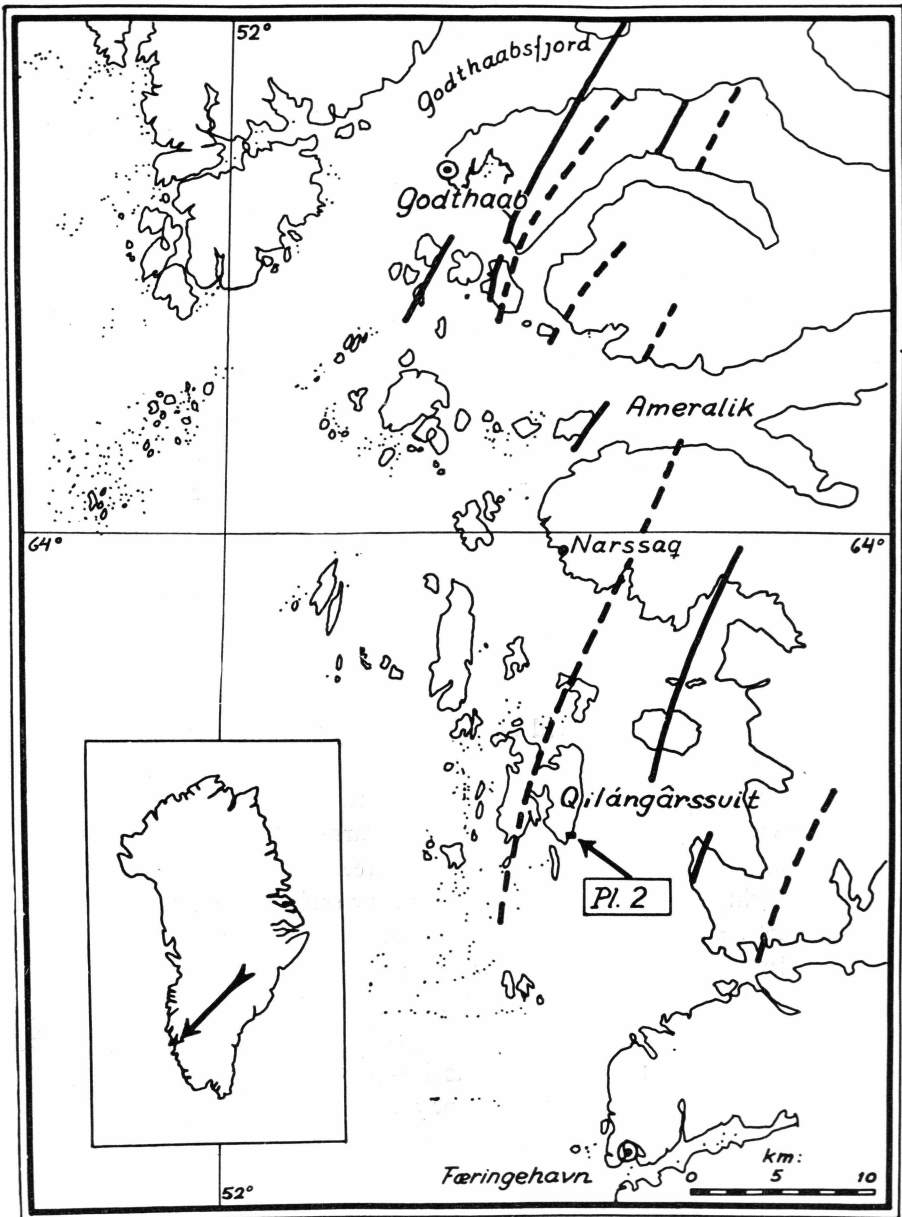 52°
Godthaabsfjord
Godthaab
Ameralik
64°
64°
Narssaq
Qilángârssuit
Pl. 2
Færingehavn
km:
0 5 10
52°